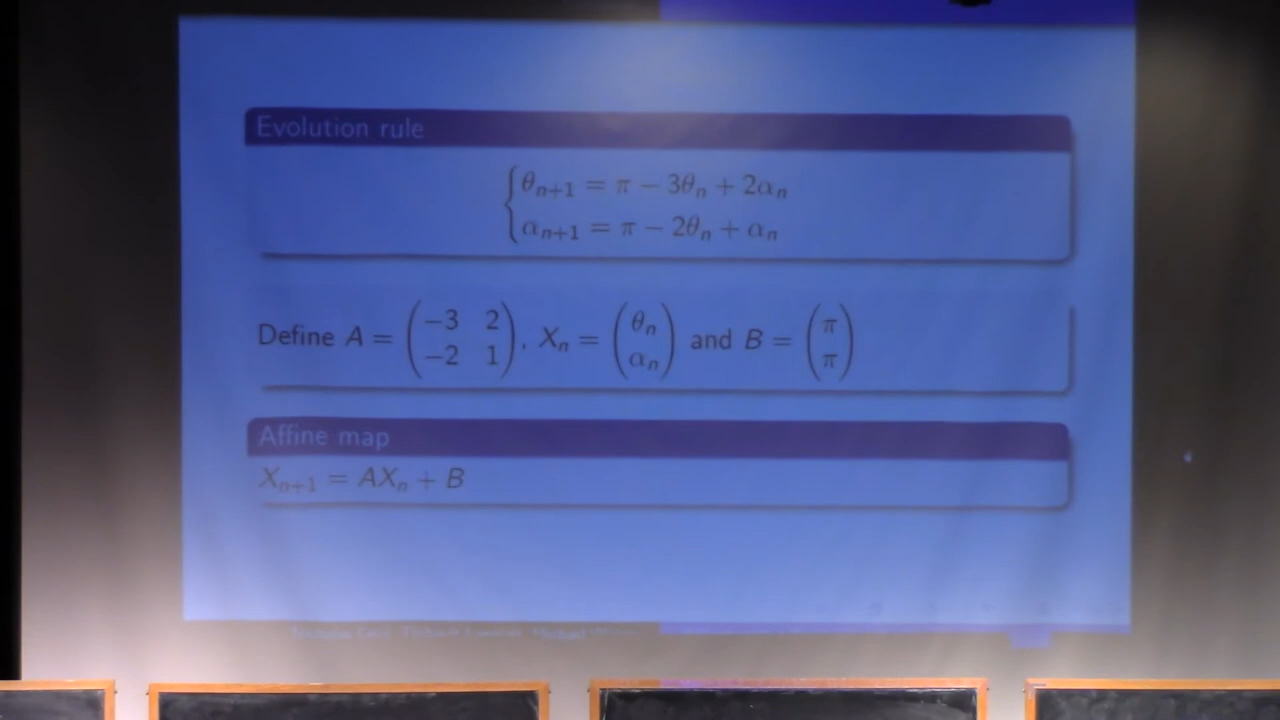 Evolution rule
θ_{n+1} = π − 3θ_n + 2α_n
α_{n+1} = π − 2θ_n + α_n
Define A = (−3 2; −2 1), X_n = (θ_n; α_n) and B = (π; π)
Affine map
X_{n+1} = AX_n + B